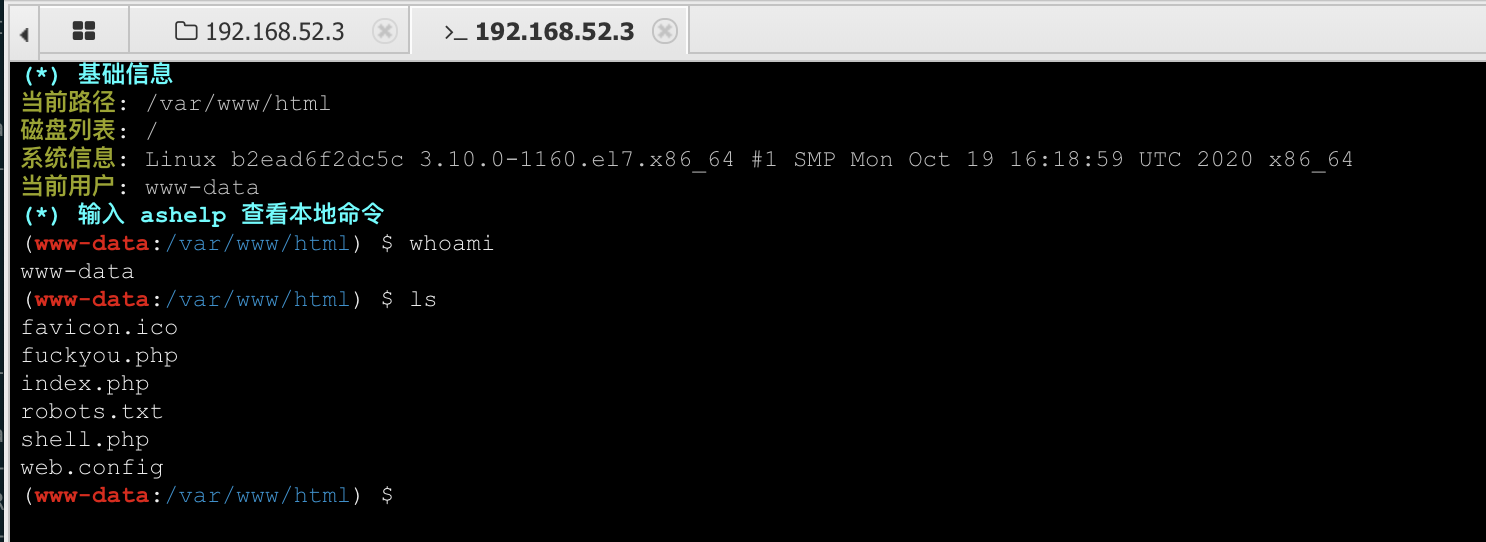 192.168.52.3 >_ 192.168.52.3
(*) 基础信息
当前路径: /var/www/html
磁盘列表: /
系统信息: Linux b2ead6f2dc5c 3.10.0-1160.el7.x86_64 #1 SMP Mon Oct 19 16:18:59 UTC 2020 x86_64
当前用户: www-data
(*) 输入 ashelp 查看本地命令
(www-data:/var/www/html) $ whoami
www-data
(www-data:/var/www/html) $ ls
favicon.ico
fuckyou.php
index.php
robots.txt
shell.php
web.config
(www-data:/var/www/html) $